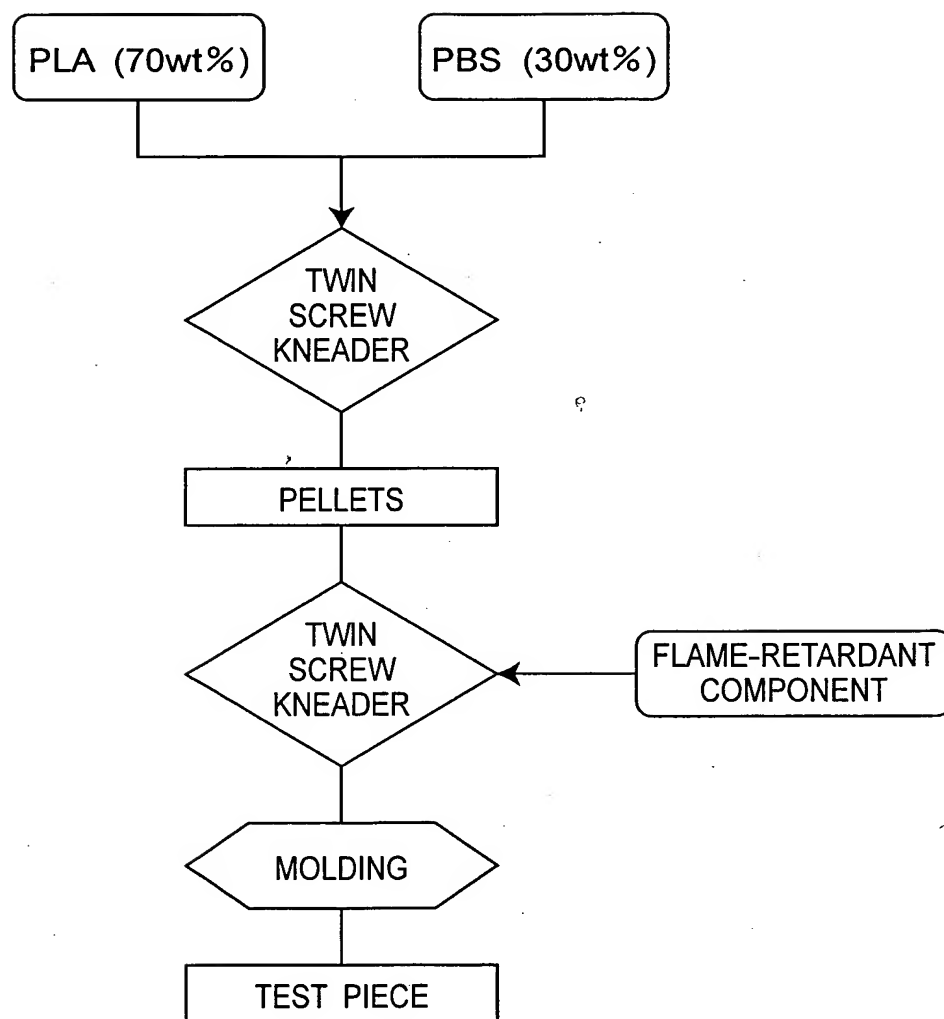 PLA (70wt%)
PBS (30wt%)
TWIN
SCREW
KNEADER
PELLETS
TWIN
SCREW
KNEADER
FLAME-RETARDANT
COMPONENT
MOLDING
TEST PIECE